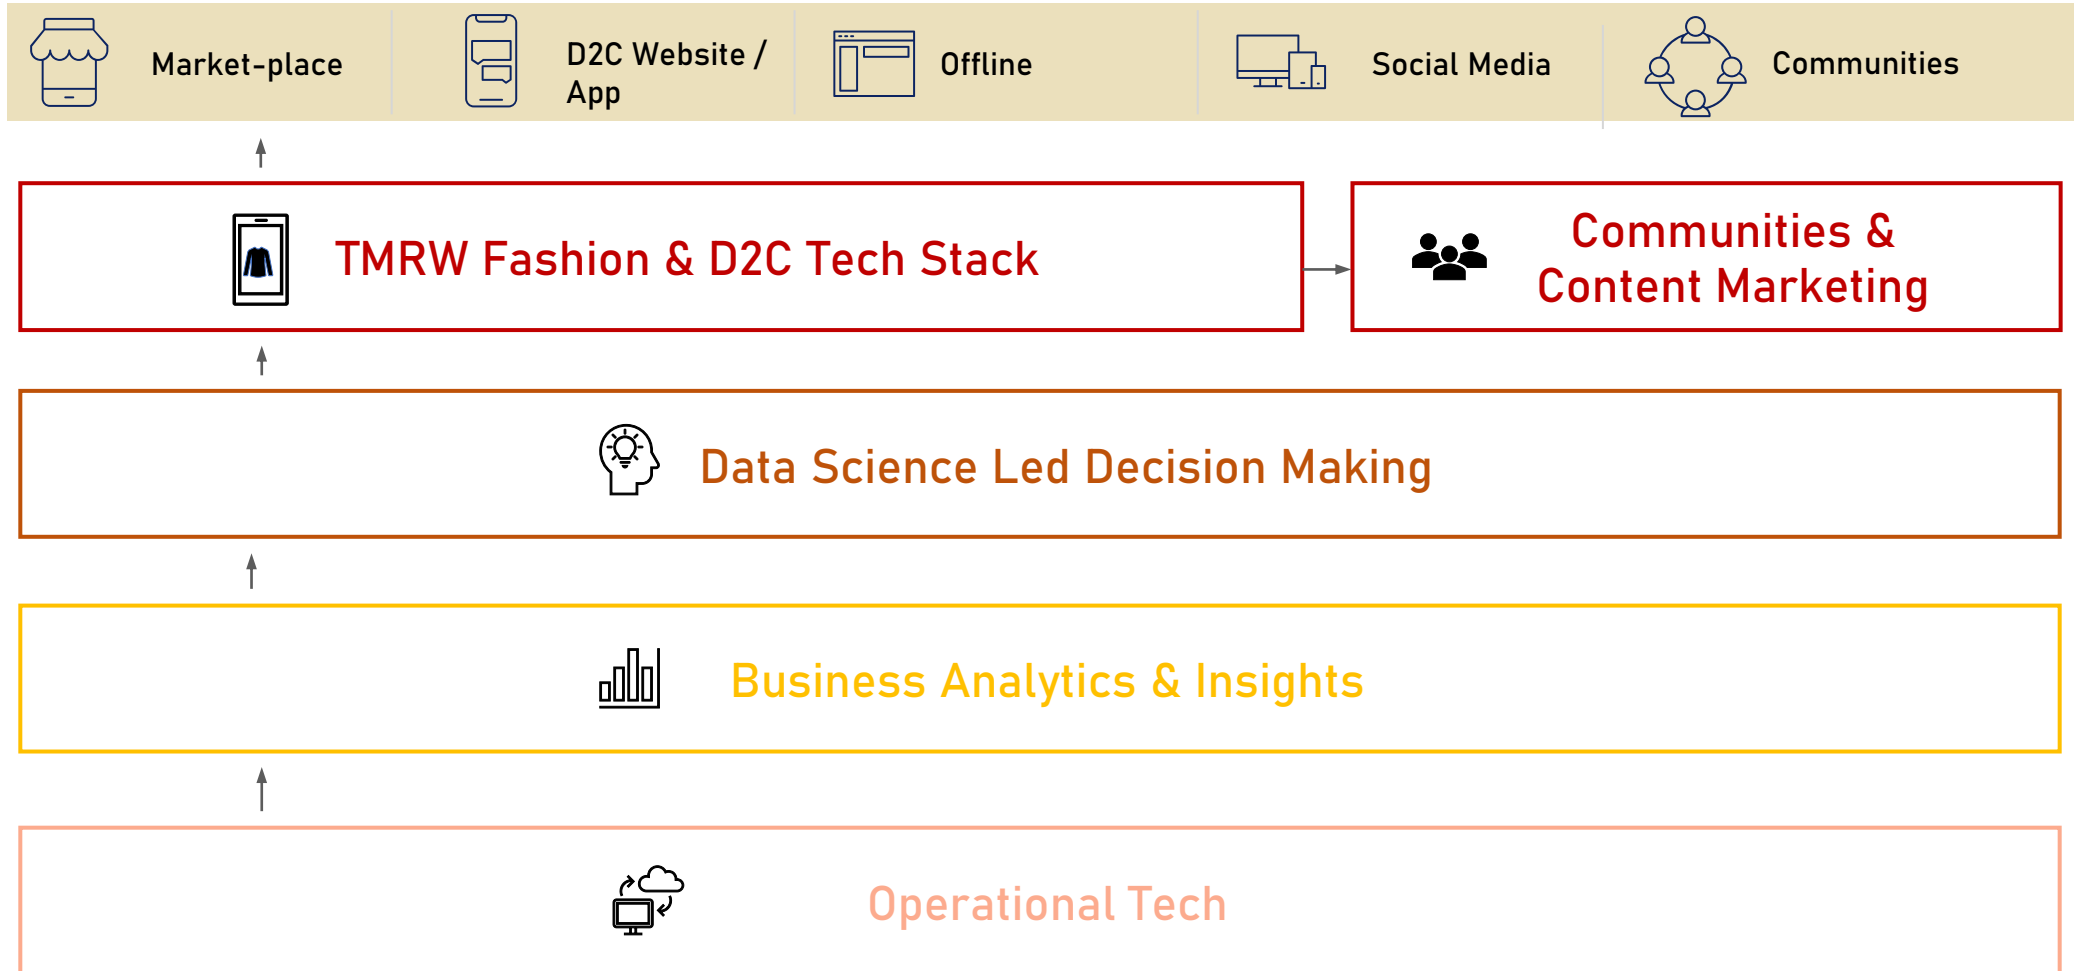 Market-place
D2C Website /
App
Offline
Social Media
Communities
TMRW Fashion & D2C Tech Stack
Communities &
Content Marketing
Data Science Led Decision Making
Business Analytics & Insights
Operational Tech